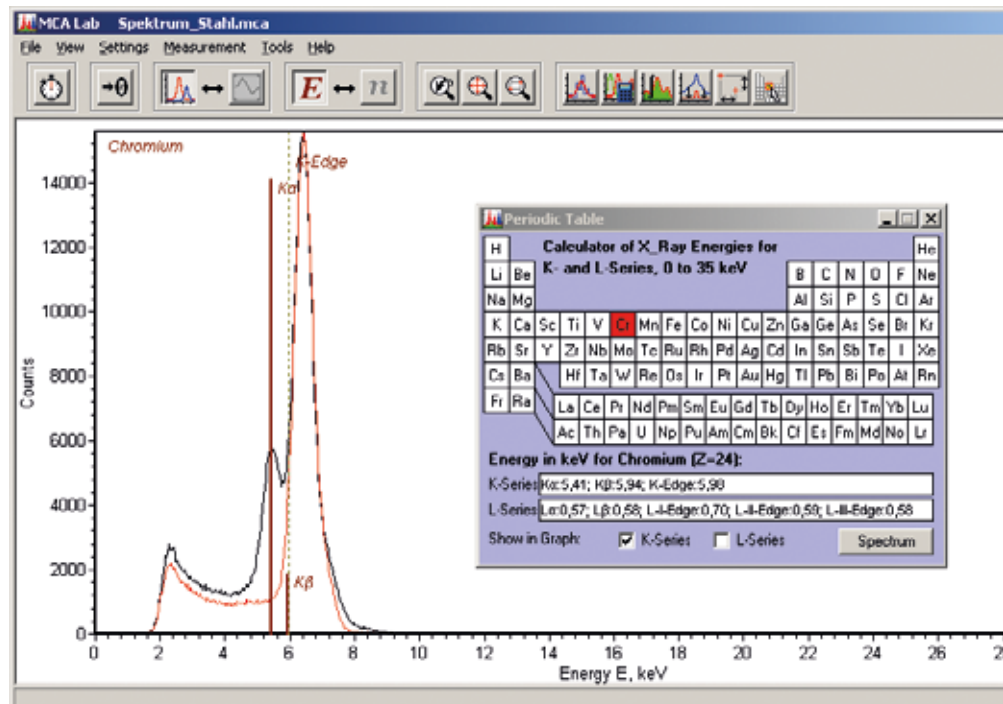 MCA Lab Spektrum_Stahl.mca
File View Settings Measurement Tools Help
→0 E ↔ n
Chromium
K-Edge
Kα
Kβ
Counts
14000
12000
10000
8000
6000
4000
2000
0
0 2 4 6 8 10 12 14 16 18 20 22 24 26 28
Energy E, keV
Periodic Table
Calculator of X_Ray Energies for
K- and L-Series, 0 to 35 keV
H He
Li Be B C N O F Ne
Na Mg Al Si P S Cl Ar
K Ca Sc Ti V Cr Mn Fe Co Ni Cu Zn Ga Ge As Se Br Kr
Rb Sr Y Zr Nb Mo Tc Ru Rh Pd Ag Cd In Sn Sb Te I Xe
Cs Ba Hf Ta W Re Os Ir Pt Au Hg Tl Pb Bi Po At Rn
Fr Ra
La Ce Pr Nd Pm Sm Eu Gd Tb Dy Ho Er Tm Yb Lu
Ac Th Pa U Np Pu Am Cm Bk Cf Es Fm Md No Lr
Energy in keV for Chromium (Z=24):
K-Series Kα:5,41; Kβ:5,94; K-Edge:5,98
L-Series Lα:0,57; Lβ:0,58; L-I-Edge:0,70; L-II-Edge:0,59; L-III-Edge:0,58
Show in Graph: K-Series L-Series Spectrum